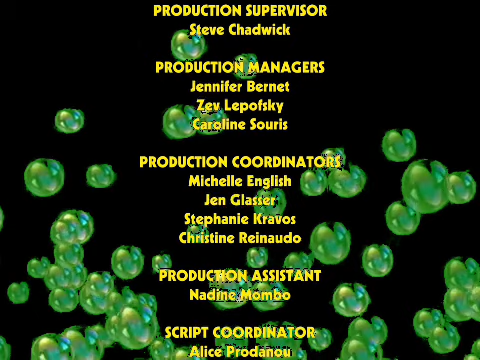 PRODUCTION SUPERVISOR
Steve Chadwick
PRODUCTION MANAGERS
Jennifer Bernet
Zev Lepofsky
Caroline Souris
PRODUCTION COORDINATORS
Michelle English
Jen Glasser
Stephanie Kravos
Christine Reinaudo
PRODUCTION ASSISTANT
Nadine Mombo
SCRIPT COORDINATOR
Alice Prodanou